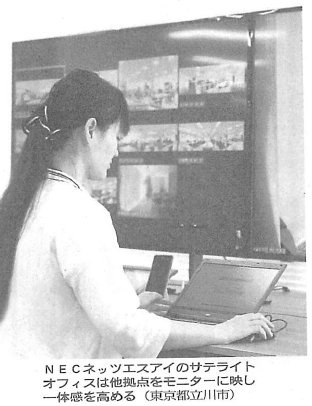 NECネッツエスアイのサテライト
オフィスは他拠点をモニターに映し
一体感を高める（東京都立川市）